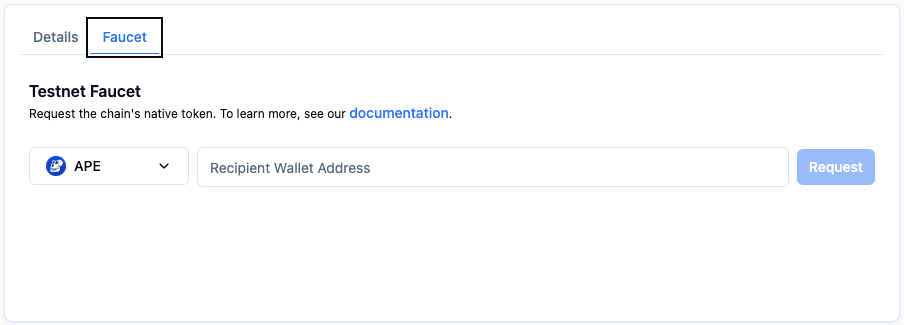 Details Faucet
Testnet Faucet
Request the chain's native token. To learn more, see our documentation.
APE Recipient Wallet Address Request